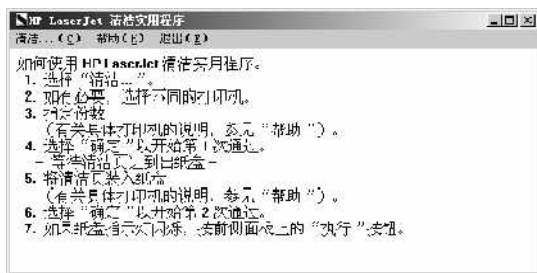 HP LaserJet 清洁实用程序
清洁...(C) 帮助(H) 退出(E)
如何使用 HP LaserJet 清洁实用程序。
1. 选择“清洁...”。
2. 如有必要，选择不同的打印机。
3. 指定份数
（有关具体打印机的说明，参见“帮助”）。
4. 选择“确定”以开始第 1 次通过。
- 等待清洁页达到出纸盒 -
5. 将清洁页装入纸盒
（有关具体打印机的说明，参见“帮助”）。
6. 选择“确定”以开始第 2 次通过。
7. 如果纸盒指示灯闪烁，按前侧面板上的“执行”按钮。